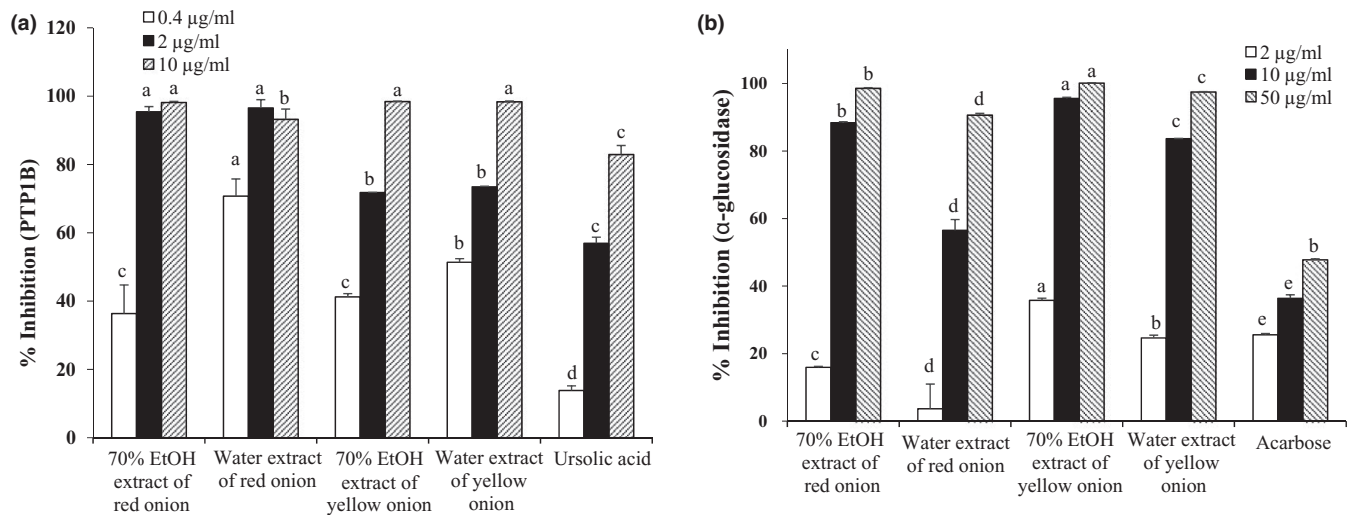 (a)
% Inhibition (PTP1B)
120
100
80
60
40
20
0
0.4 µg/ml
2 µg/ml
10 µg/ml
c
a
a
a
a
b
c
b
a
b
b
a
d
c
c
70% EtOH
extract of
red onion
Water extract
of red onion
70% EtOH
extract of
yellow onion
Water extract
of yellow
onion
Ursolic acid
(b)
% Inhibition (α-glucosidase)
100
80
60
40
20
0
2 µg/ml
10 µg/ml
50 µg/ml
c
b
b
d
d
d
a
a
a
b
c
c
e
e
b
70% EtOH
extract of
red onion
Water extract
of red onion
70% EtOH
extract of
yellow onion
Water extract
of yellow
onion
Acarbose